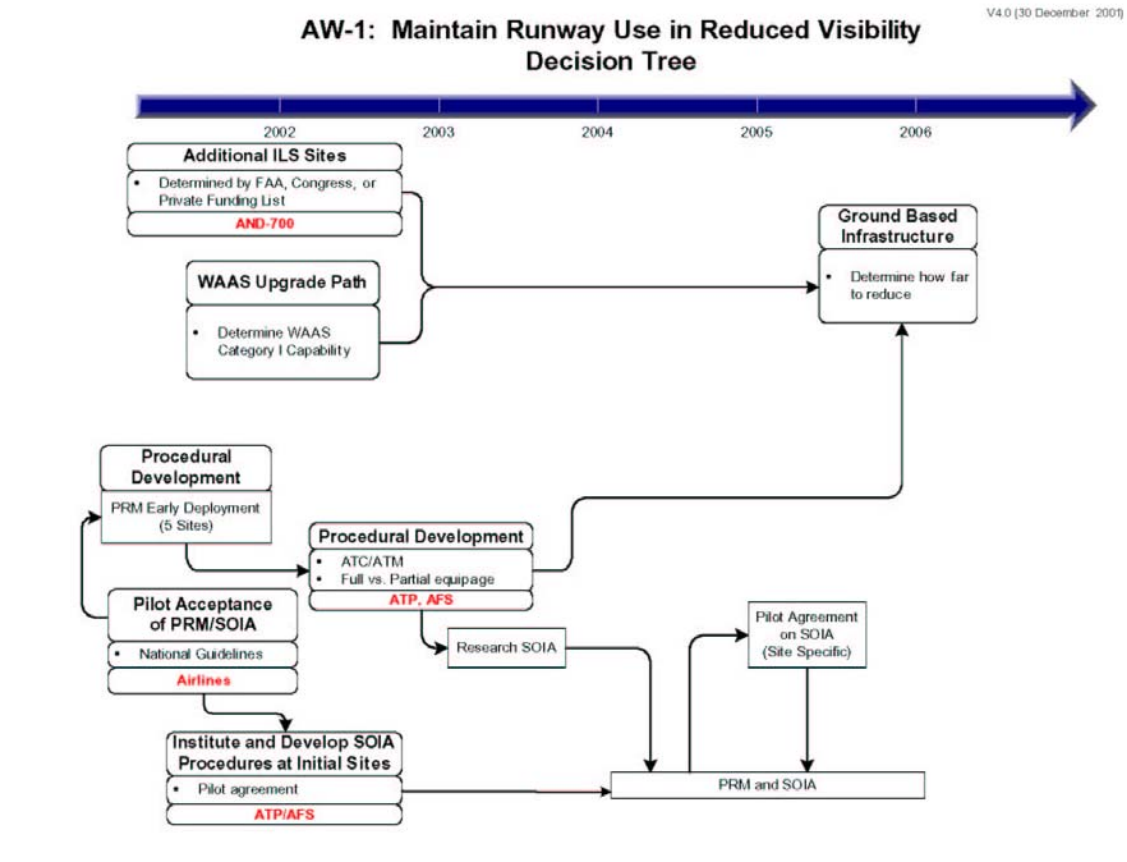 V4.0 (30 December 2001)
AW-1: Maintain Runway Use in Reduced Visibility
Decision Tree
2002
2003
2004
2005
2006
Additional ILS Sites
• Determined by FAA, Congress, or
Private Funding List
AND-700
WAAS Upgrade Path
• Determine WAAS
Category I Capability
Ground Based
Infrastructure
• Determine how far
to reduce
Procedural
Development
PRM Early Deployment
(5 Sites)
Procedural Development
• ATC/ATM
• Full vs. Partial equipage
ATP, AFS
Pilot Acceptance
of PRM/SOIA
• National Guidelines
Airlines
Research SOIA
Pilot Agreement
on SOIA
(Site Specific)
Institute and Develop SOIA
Procedures at Initial Sites
• Pilot agreement
ATP/AFS
PRM and SOIA